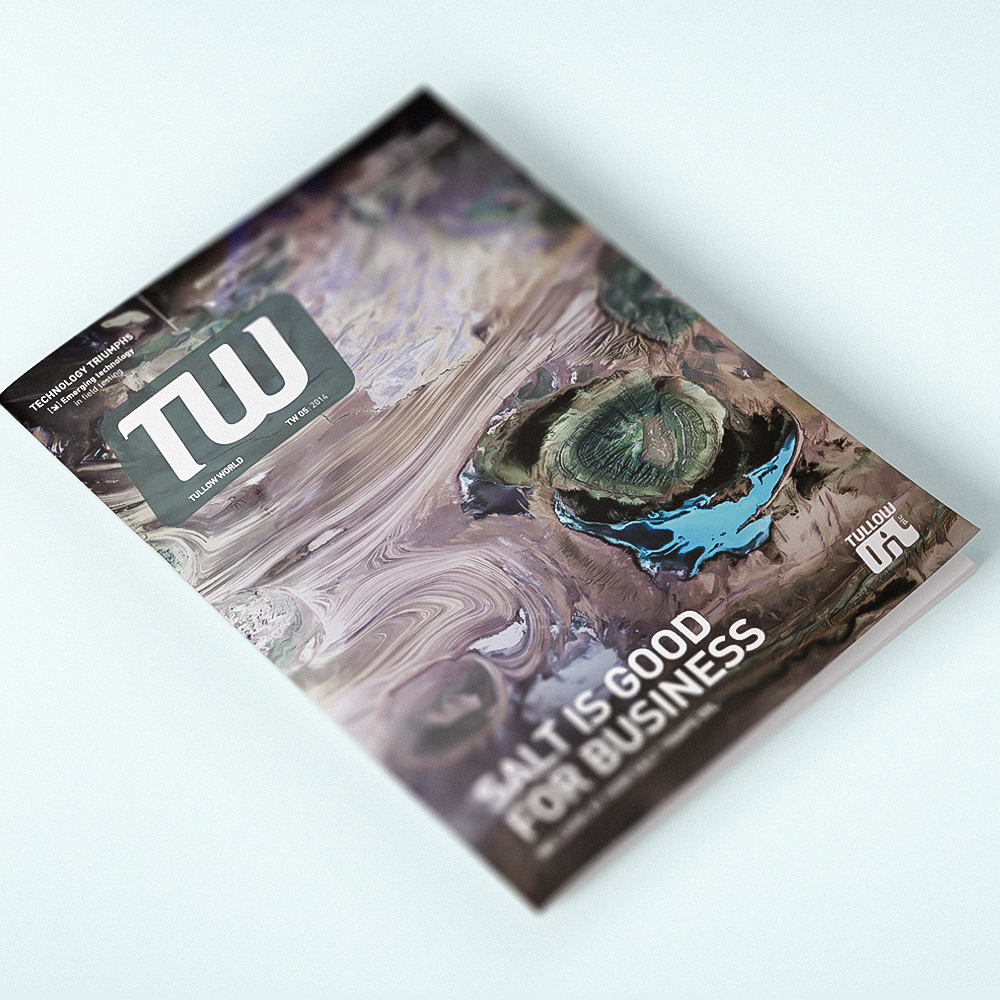 TECHNOLOGY TRIUMPHS
Emerging technology
in field testing
TW
TULLOW WORLD
TW 05 2014
TULLOW
SALT IS GOOD
FOR BUSINESS